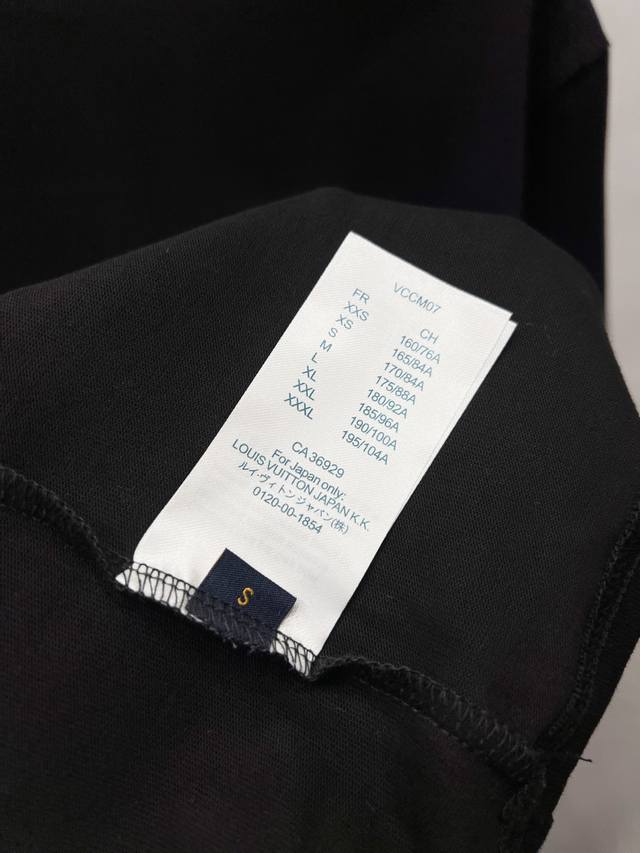 VCCM07
FR CH
XXS 160/76A
XS 165/84A
S 170/84A
M 175/88A
L 180/92A
XL 185/96A
XXL 190/100A
XXXL 195/104A
CA 36929
For Japan only:
LOUIS VUITTON JAPAN K.K.
ルイ·ヴィトンジャパン(株)
0120-00-1854
S